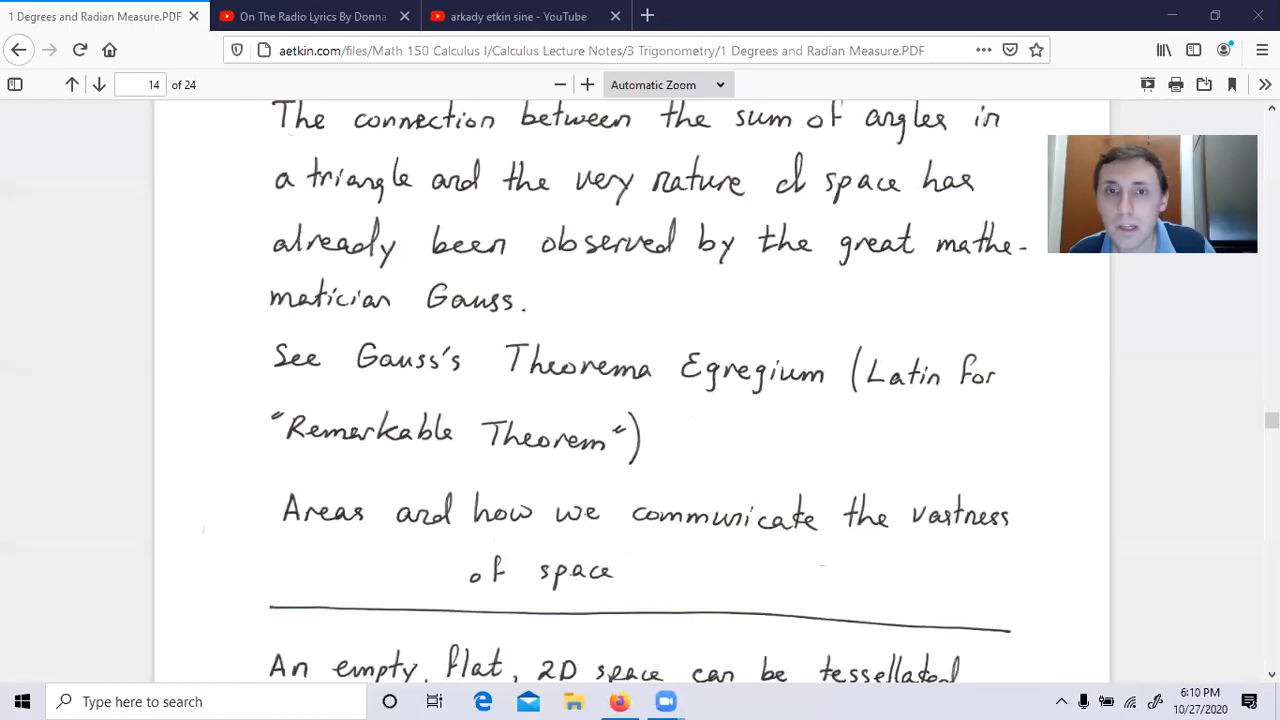 1 Degrees and Radian Measure.PDF
On The Radio Lyrics By Donna
arkady etkin sine - YouTube
aetkin.com/files/Math 150 Calculus I/Calculus Lecture Notes/3 Trigonometry/1 Degrees and Radian Measure.PDF
14 of 24
Automatic Zoom
The connection between the sum of angles in
a triangle and the very nature of space has
already been observed by the great mathe-
matician Gauss.
See Gauss's Theorema Egregium (Latin for
"Remarkable Theorem")
Areas and how we communicate the vastness
of space
An empty, flat, 2D space can be tessellated
Type here to search
6:10 PM
10/27/2020